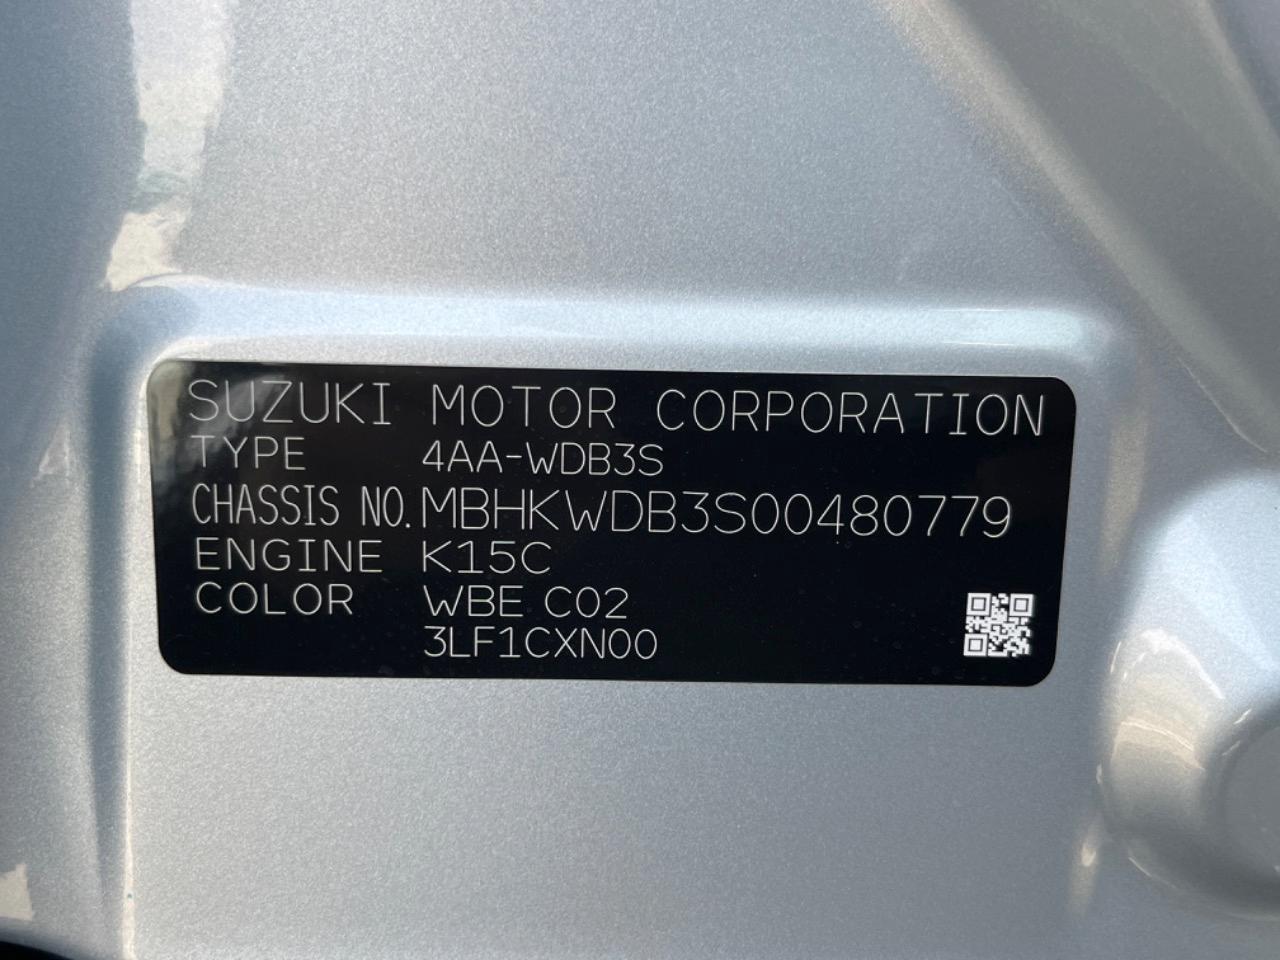 SUZUKI MOTOR CORPORATION
TYPE 4AA-WDB3S
CHASSIS NO. MBHKWDB3S00480779
ENGINE K15C
COLOR WBE C02
3LF1CXN00